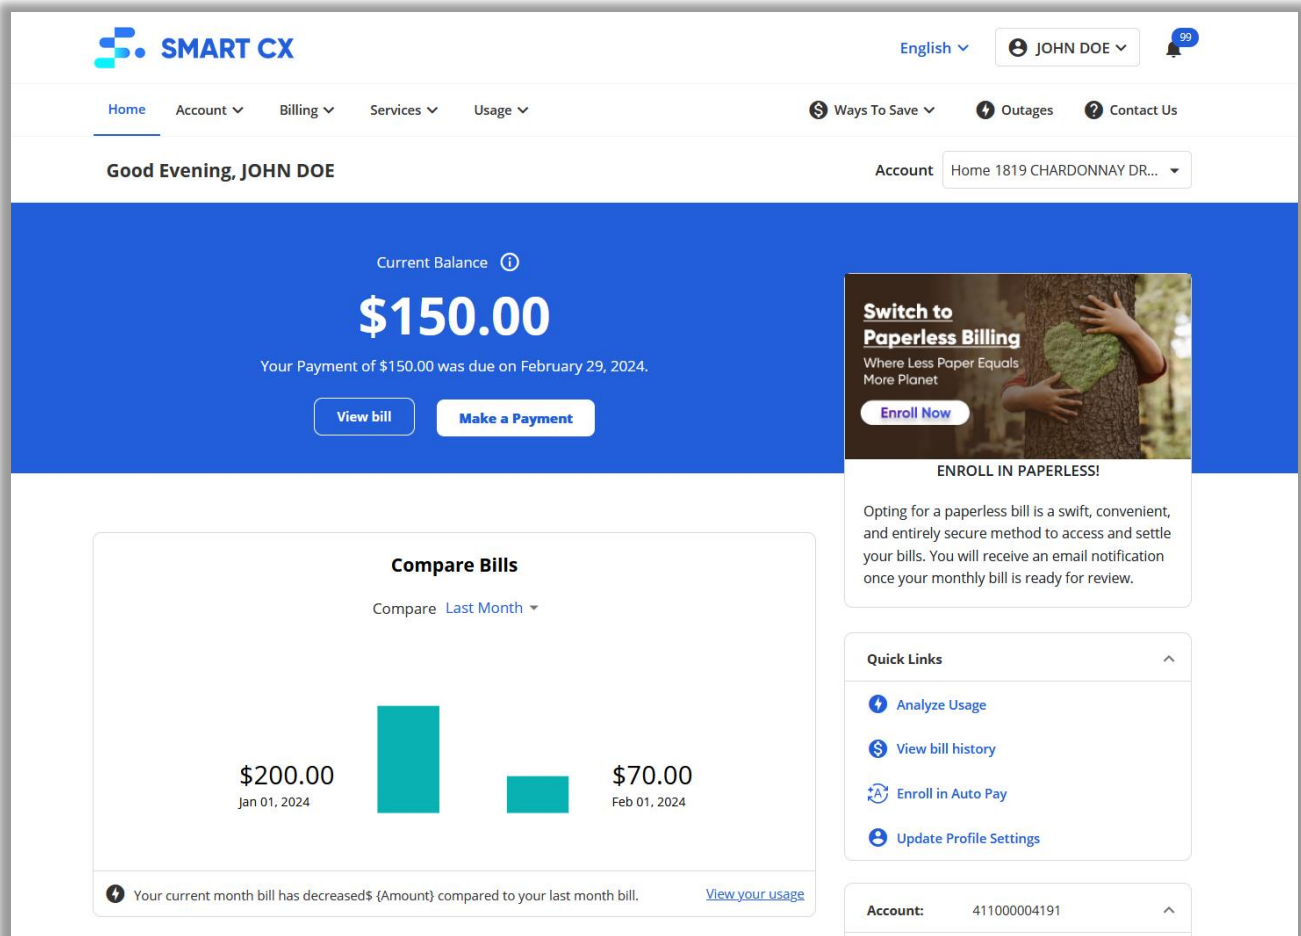 SMART CX
English
JOHN DOE
99
Home
Account
Billing
Services
Usage
Ways To Save
Outages
Contact Us
Good Evening, JOHN DOE
Account
Home 1819 CHARDONNAY DR...
Current Balance
$150.00
Your Payment of $150.00 was due on February 29, 2024.
View bill
Make a Payment
Switch to
Paperless Billing
Where Less Paper Equals
More Planet
Enroll Now
ENROLL IN PAPERLESS!
Opting for a paperless bill is a swift, convenient,
and entirely secure method to access and settle
your bills. You will receive an email notification
once your monthly bill is ready for review.
Compare Bills
Compare Last Month
$200.00
Jan 01, 2024
$70.00
Feb 01, 2024
Your current month bill has decreased$ {Amount} compared to your last month bill.
View your usage
Quick Links
Analyze Usage
View bill history
Enroll in Auto Pay
Update Profile Settings
Account: 411000004191